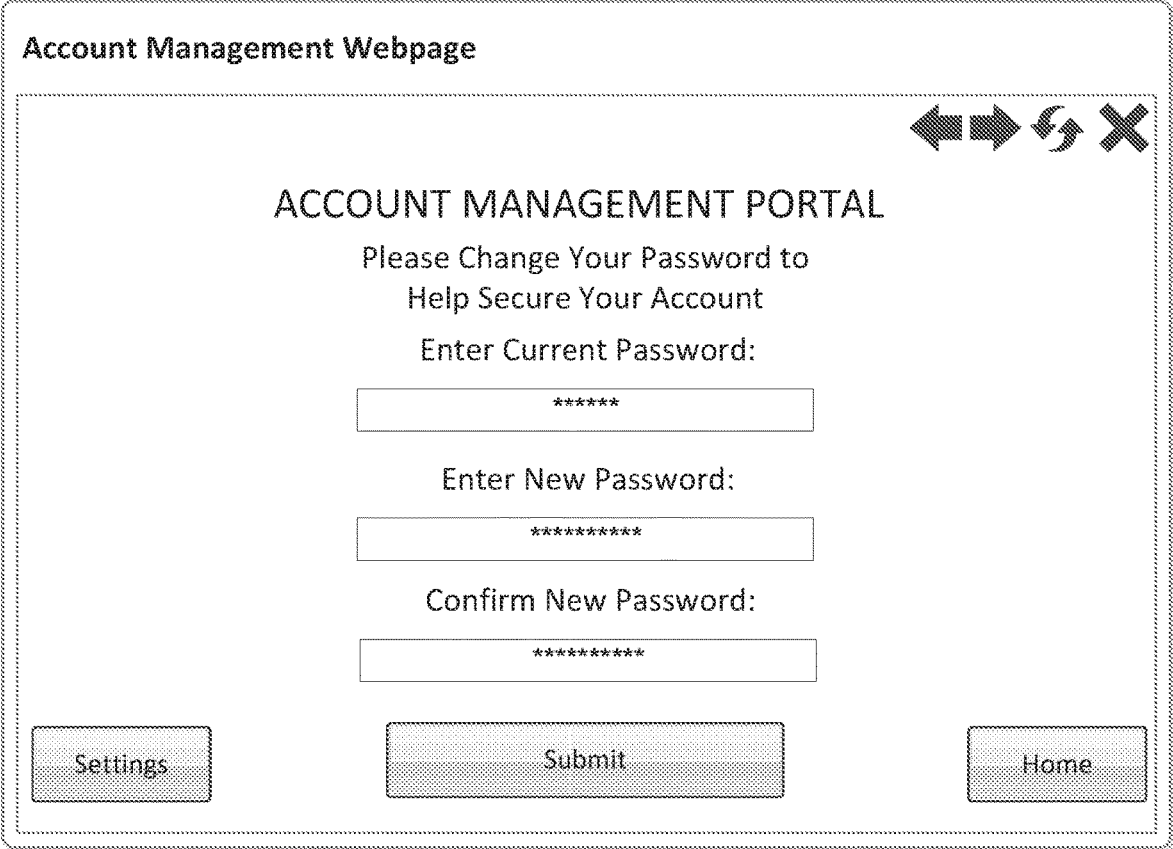 Account Management Webpage
ACCOUNT MANAGEMENT PORTAL
Please Change Your Password to
Help Secure Your Account
Enter Current Password:
******
Enter New Password:
**********
Confirm New Password:
**********
Settings
Submit
Home